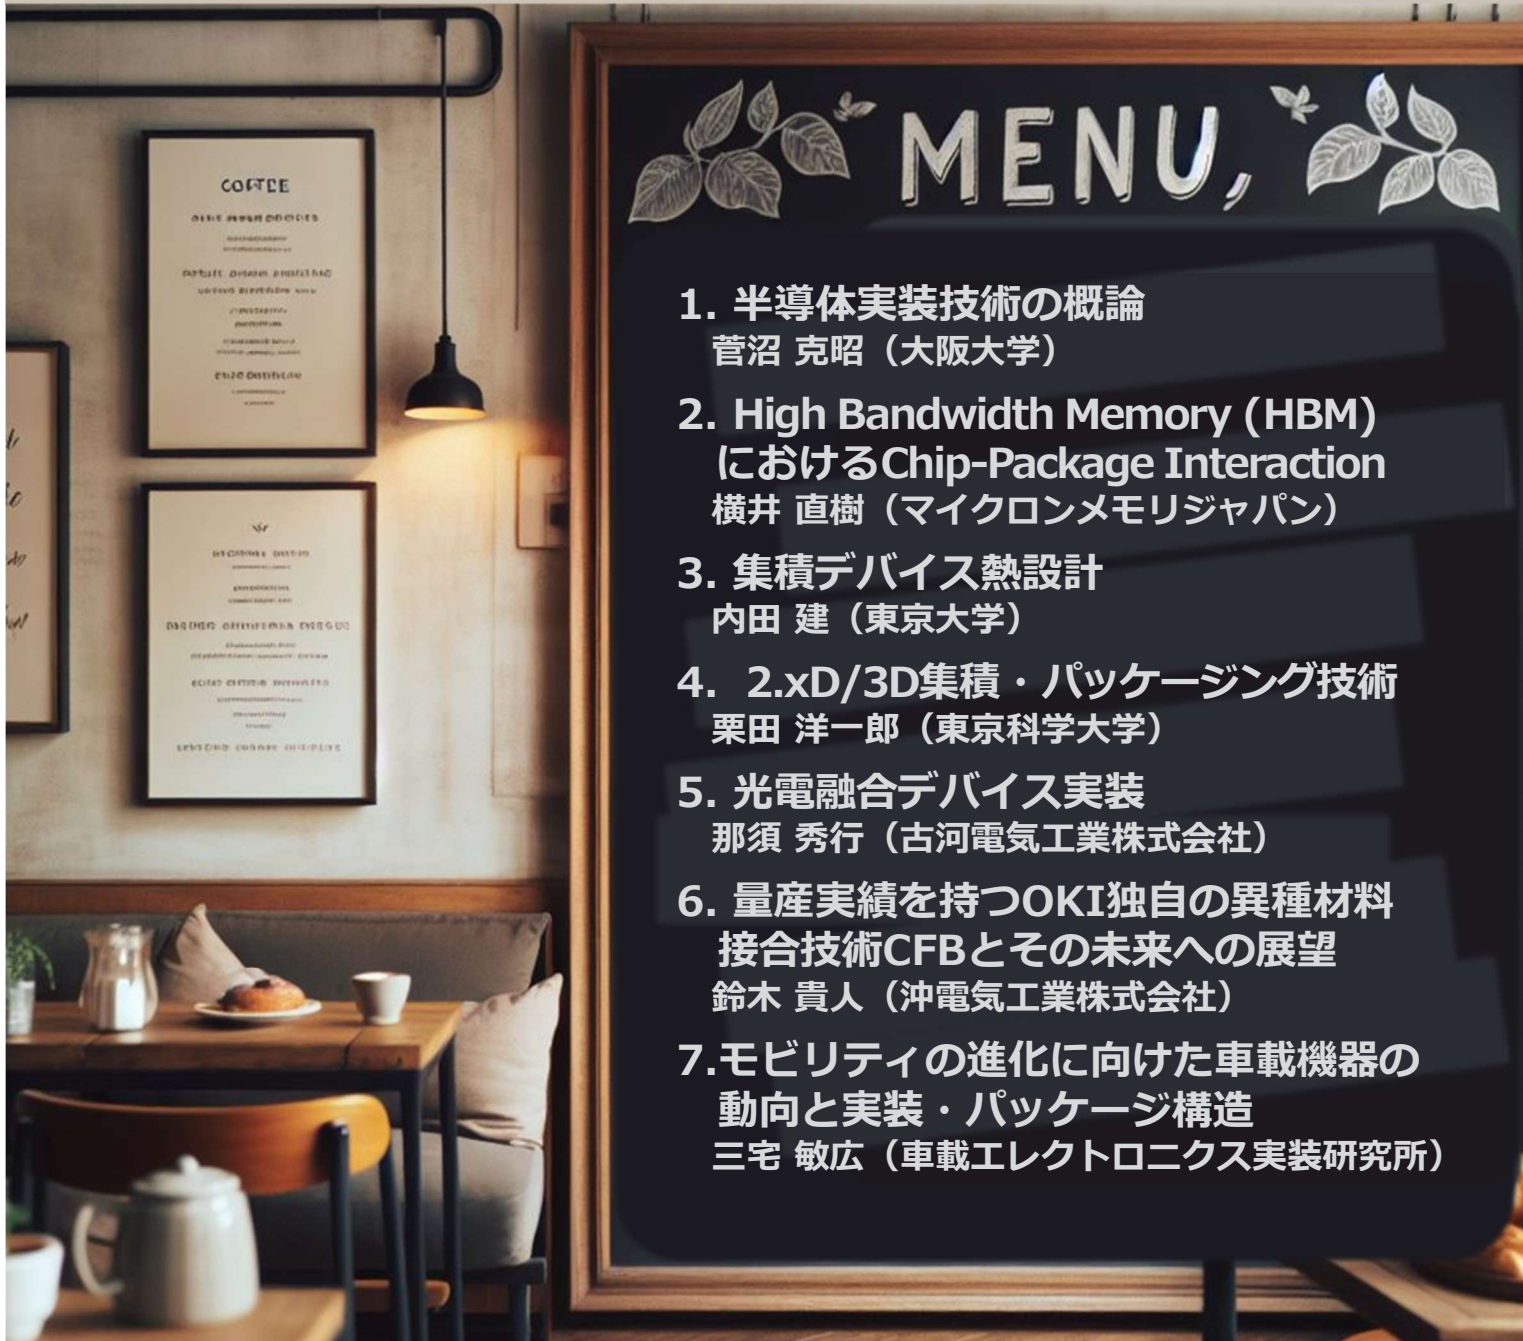 MENU,
1. 半導体実装技術の概論
菅沼 克昭（大阪大学）
2. High Bandwidth Memory (HBM)
におけるChip-Package Interaction
横井 直樹（マイクロンメモリジャパン）
3. 集積デバイス熱設計
内田 建（東京大学）
4. 2.xD/3D集積・パッケージング技術
栗田 洋一郎（東京科学大学）
5. 光電融合デバイス実装
那須 秀行（古河電気工業株式会社）
6. 量産実績を持つOKI独自の異種材料
接合技術CFBとその未来への展望
鈴木 貴人（沖電気工業株式会社）
7.モビリティの進化に向けた車載機器の
動向と実装・パッケージ構造
三宅 敏広（車載エレクトロニクス実装研究所）